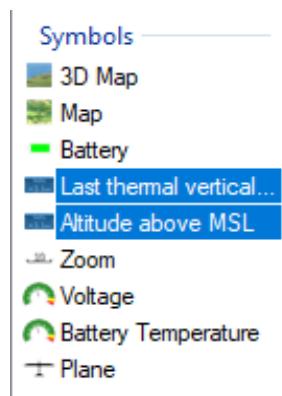 Symbols
3D Map
Map
Battery
Last thermal vertical...
Altitude above MSL
Zoom
Voltage
Battery Temperature
Plane